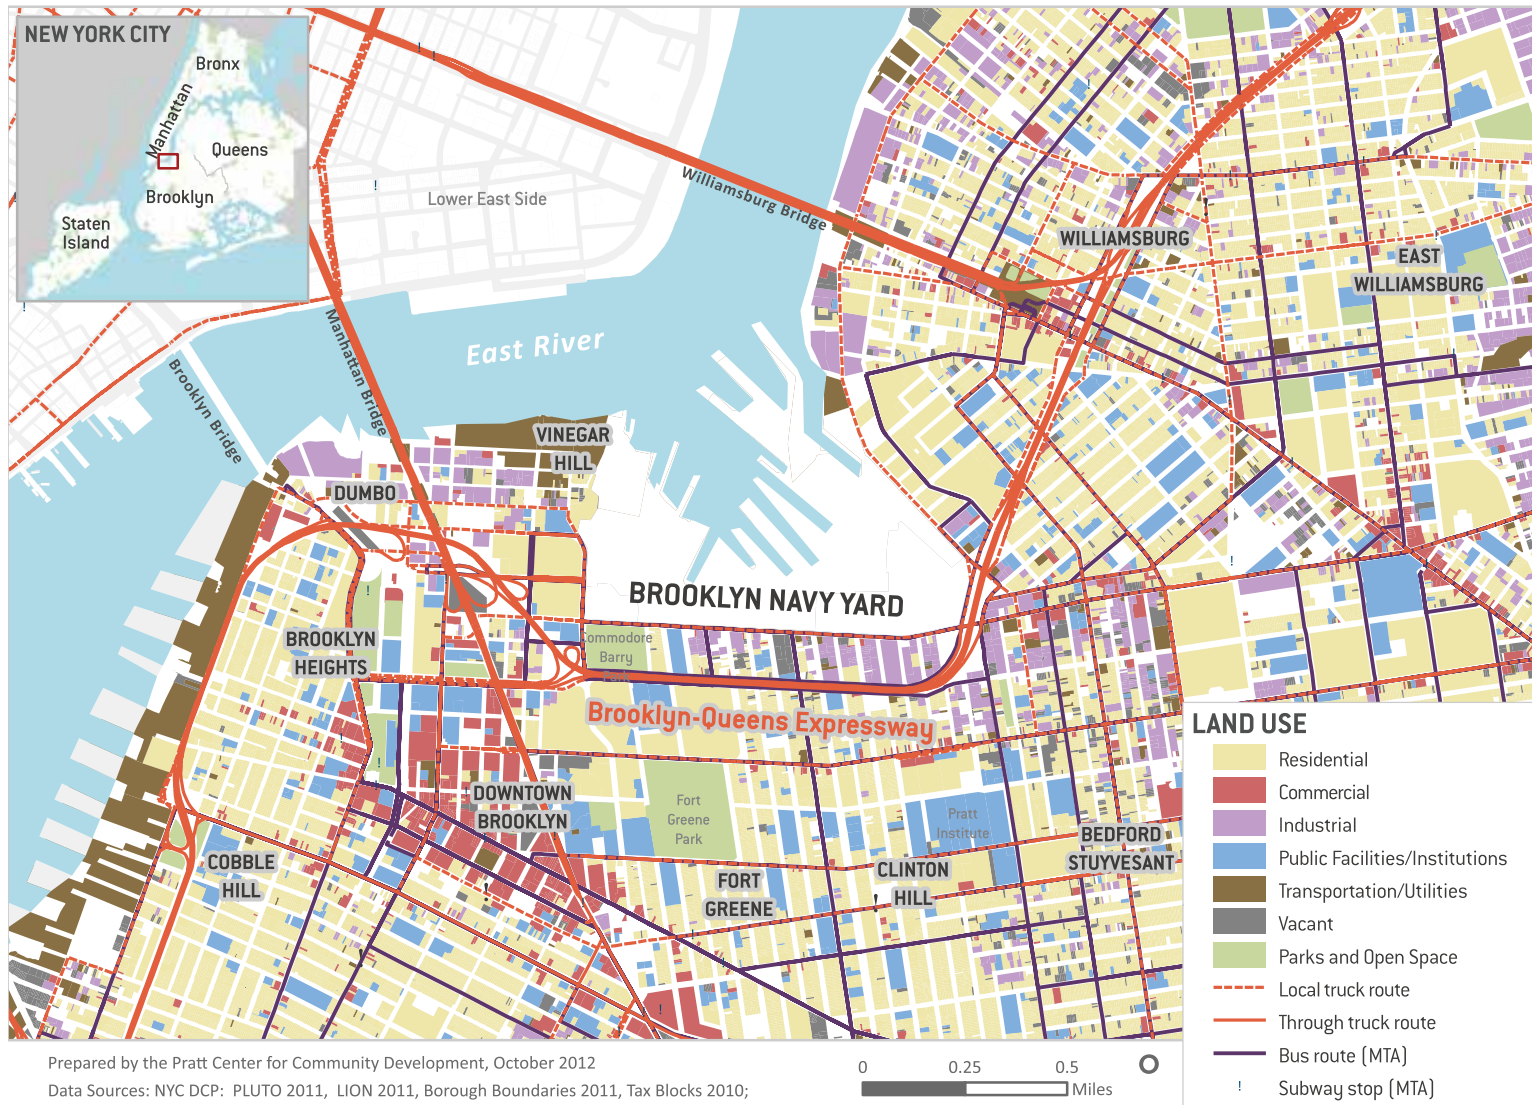 NEW YORK CITY
Bronx
Manhattan
Queens
Brooklyn
Staten
Island
Lower East Side
Williamsburg Bridge
WILLIAMSBURG
EAST
WILLIAMSBURG
East River
Manhattan Bridge
Brooklyn Bridge
VINEGAR
HILL
DUMBO
BROOKLYN NAVY YARD
BROOKLYN
HEIGHTS
Commodore
Barry
Park
Brooklyn-Queens Expressway
DOWNTOWN
BROOKLYN
Fort
Greene
Park
Pratt
Institute
BEDFORD
STUYVESANT
COBBLE
HILL
FORT
GREENE
CLINTON
HILL
LAND USE
Residential
Commercial
Industrial
Public Facilities/Institutions
Transportation/Utilities
Vacant
Parks and Open Space
Local truck route
Through truck route
Bus route (MTA)
! Subway stop (MTA)
Prepared by the Pratt Center for Community Development, October 2012
Data Sources: NYC DCP: PLUTO 2011, LION 2011, Borough Boundaries 2011, Tax Blocks 2010;
0 0.25 0.5
Miles